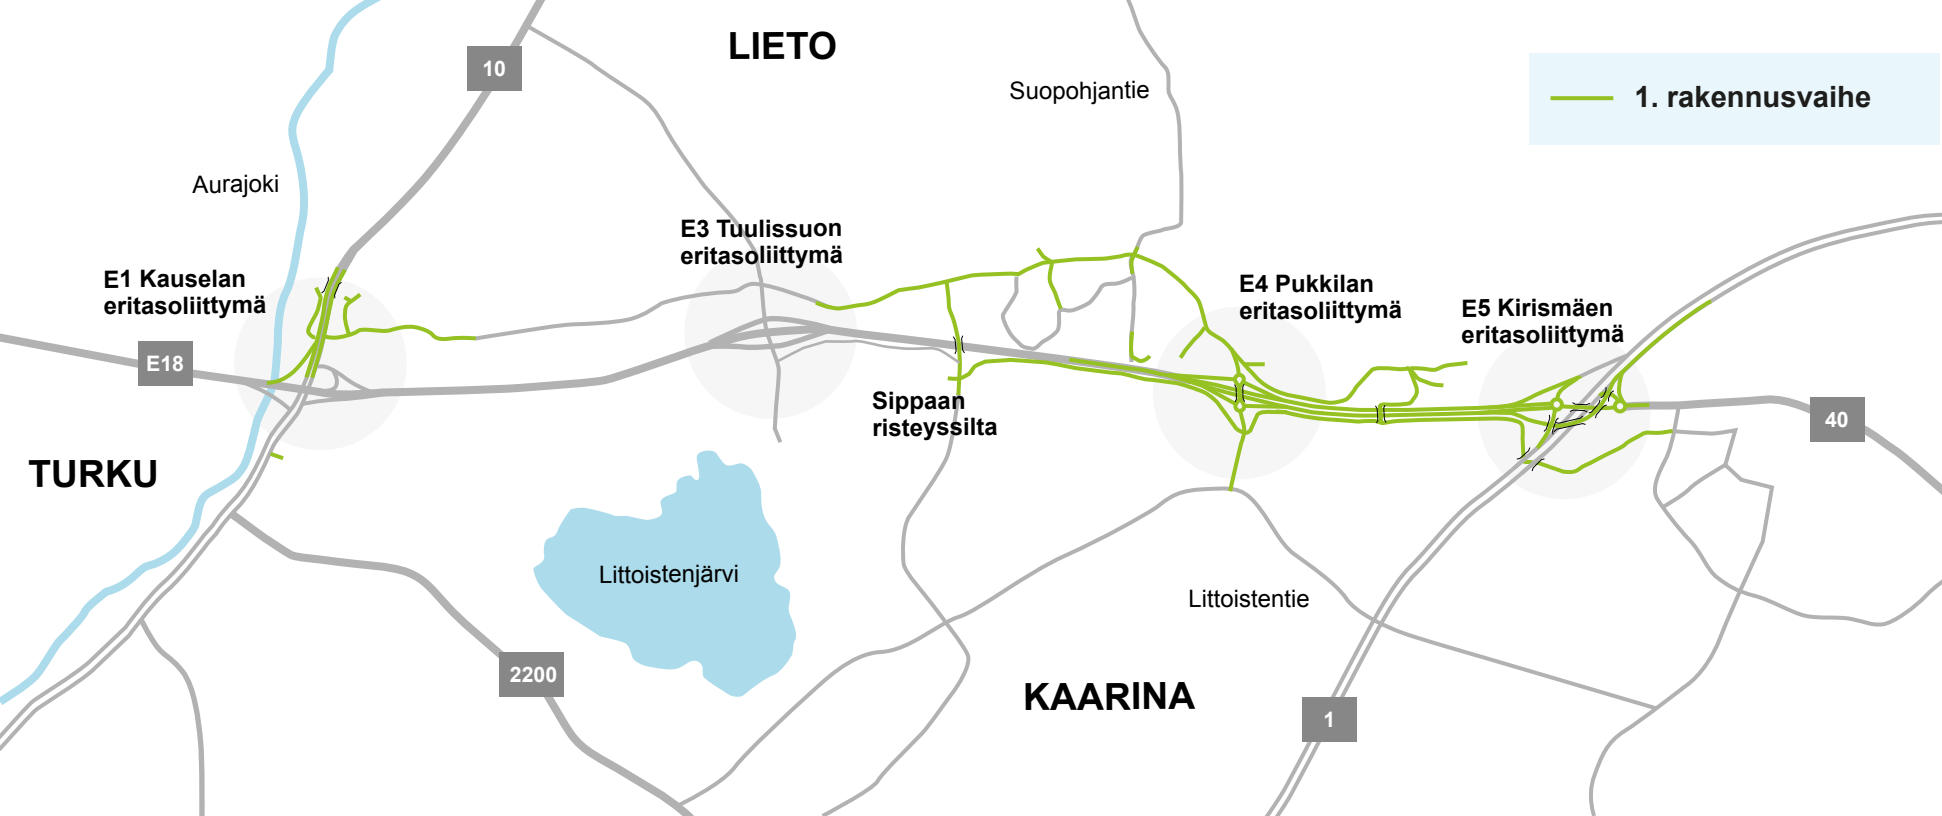 LIETO
10
Suopohjantie
1. rakennusvaihe
Aurajoki
E3 Tuulissuon
eritasoliittymä
E1 Kauselan
eritasoliittymä
E4 Pukkilan
eritasoliittymä
E5 Kirismäen
eritasoliittymä
E18
Sippaan
risteyssilta
40
TURKU
Littoistenjärvi
Littoistentie
2200
KAARINA
1